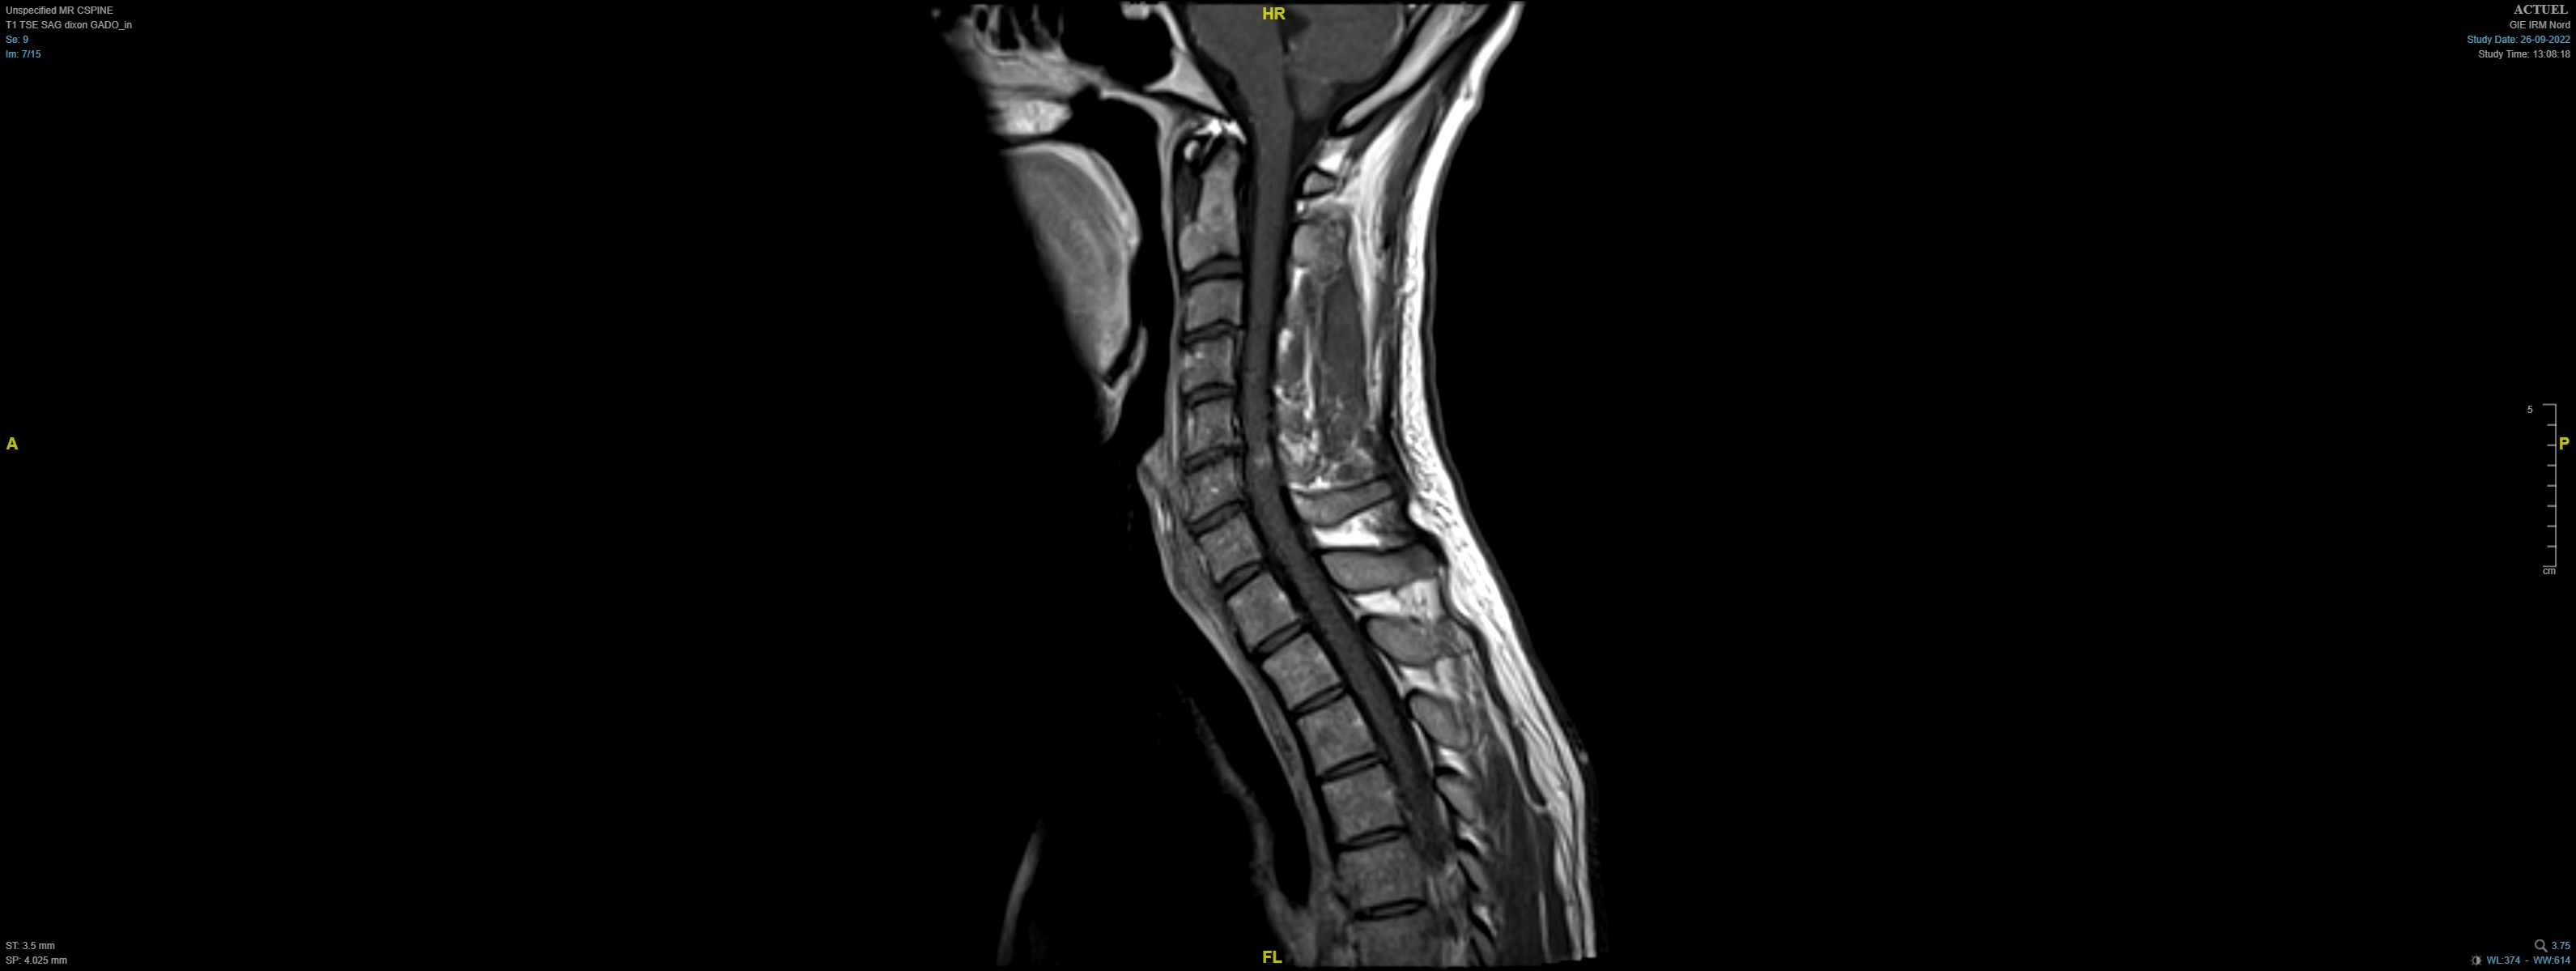 Unspecified MR CSPINE
T1 TSE SAG dixon GADO_in
Se: 9
Im: 7/15
HR
ACTUEL
GIE IRM Nord
Study Date: 26-09-2022
Study Time: 13:08:18
A
5
P
cm
ST: 3.5 mm
SP: 4.025 mm
FL
3.75
WL:374 - WW:614